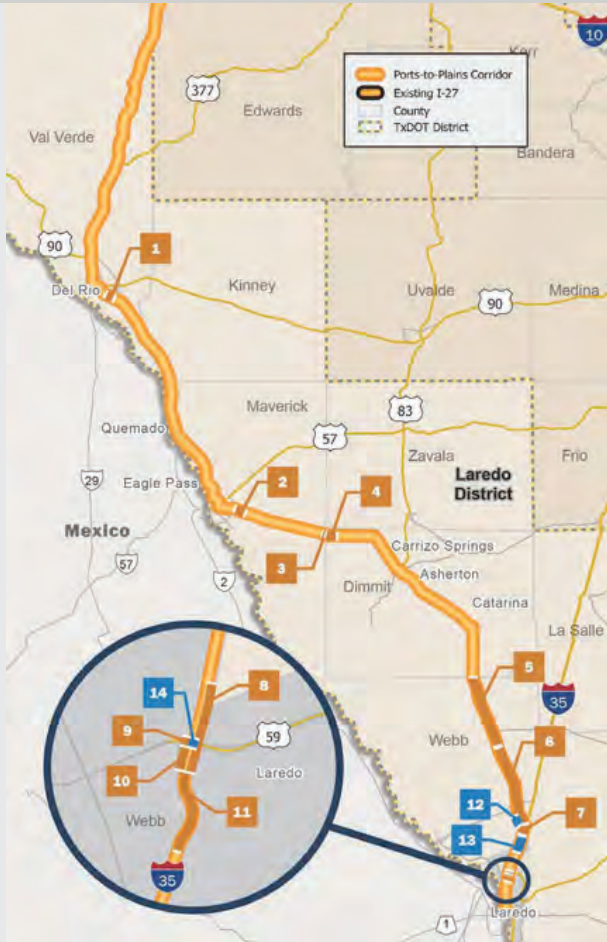 10
Kerr
Ports-to-Plains Corridor
Existing I-27
County
TxDOT District
377
Edwards
Val Verde
Bandera
90
1
Del Rio
Kinney
Uvalde
Medina
90
Maverick
83
Quemado
57
Zavala
Frio
Laredo
District
29
Eagle Pass
2
4
Mexico
Carrizo Springs
57
3
2
Dimmit
Asherton
Catarina
La Salle
5
8
14
35
9
59
Webb
6
10
Laredo
12
7
11
Webb
13
35
1
Laredo